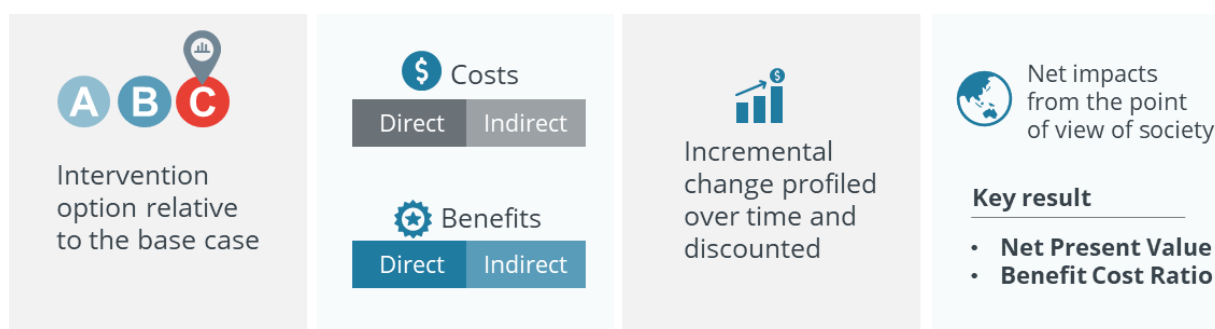 A B C
Intervention
option relative
to the base case
$ Costs
Direct Indirect
Benefits
Direct Indirect
$
Incremental
change profiled
over time and
discounted
Net impacts
from the point
of view of society
Key result
• Net Present Value
• Benefit Cost Ratio